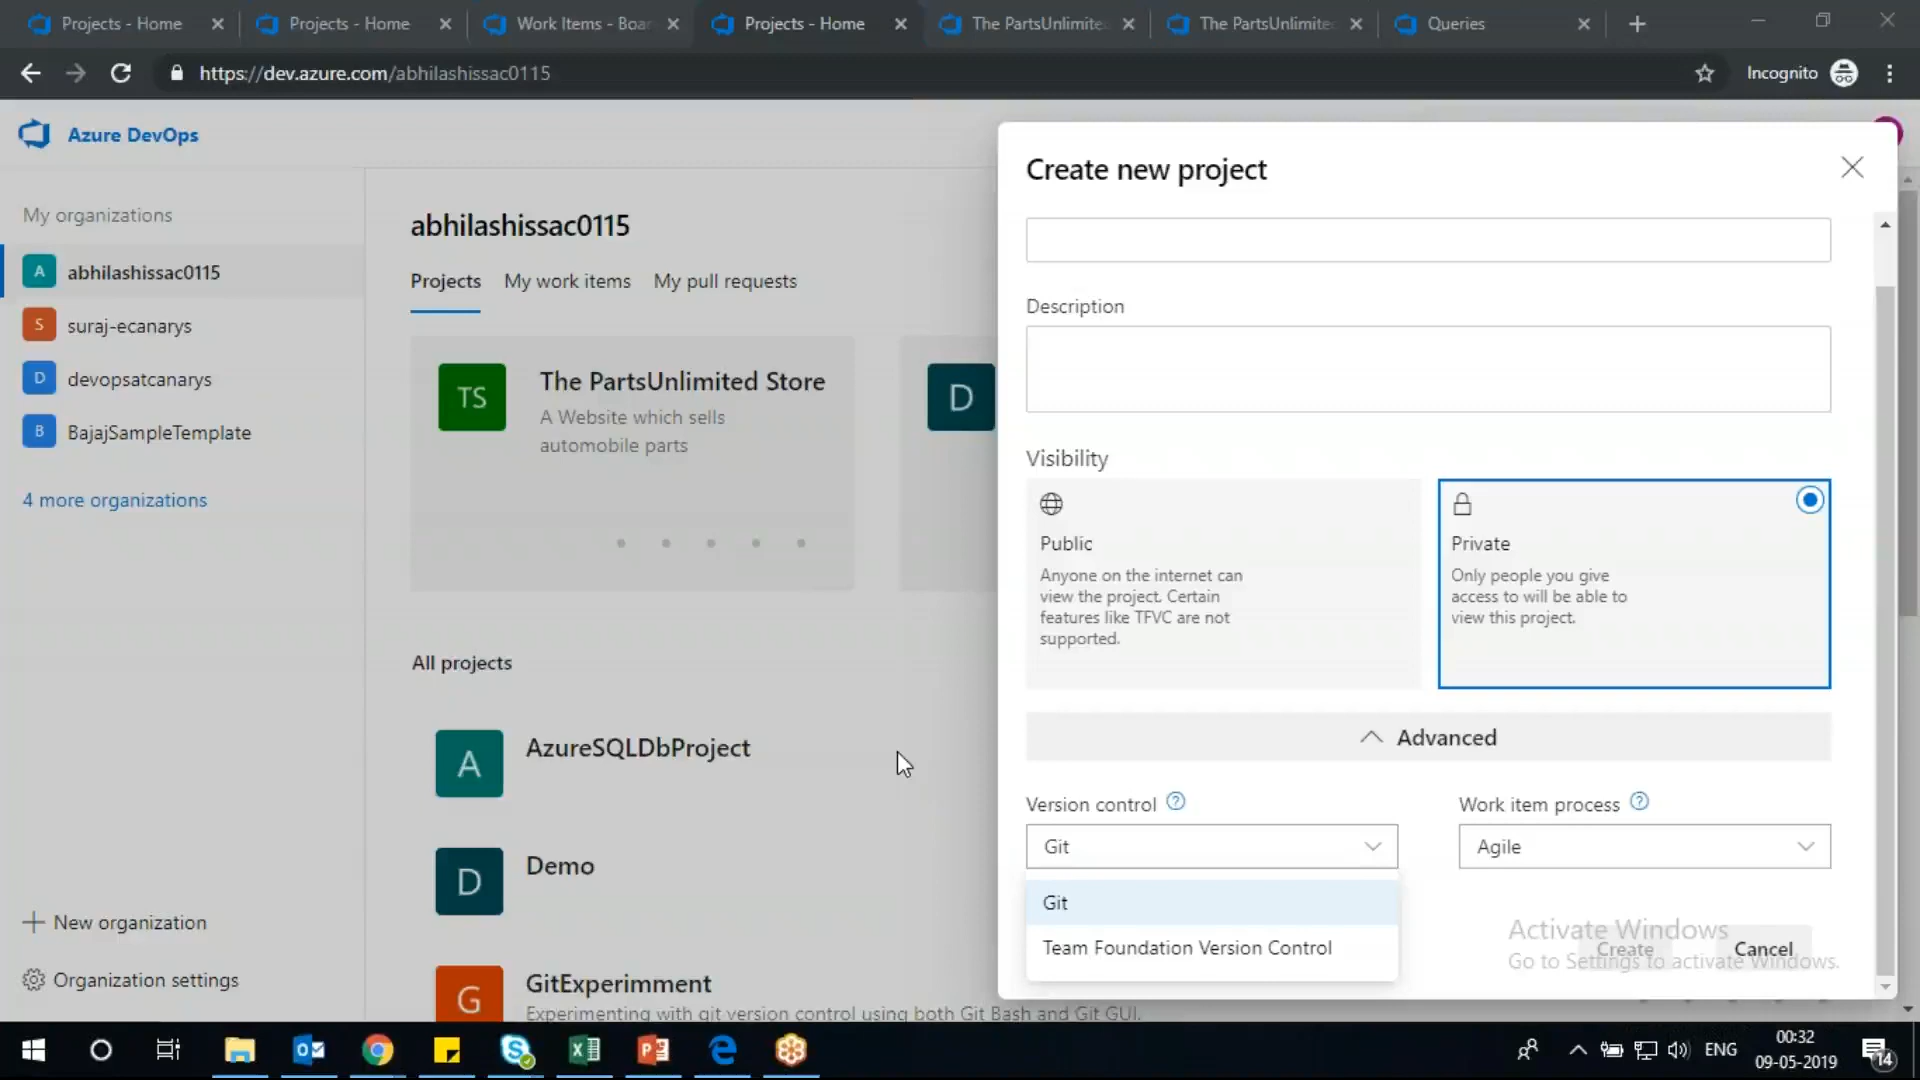 Projects - Home
Projects - Home
Work Items - Boar
Projects - Home
The PartsUnlimite
The PartsUnlimite
Queries
https://dev.azure.com/abhilashissac0115
Incognito
Azure DevOps
My organizations
A abhilashissac0115
S suraj-ecanarys
D devopsatcanarys
B BajajSampleTemplate
4 more organizations
New organization
Organization settings
abhilashissac0115
Projects My work items My pull requests
TS
The PartsUnlimited Store
A Website which sells
automobile parts
D
All projects
A
AzureSQLDbProject
D
Demo
G
GitExperimment
Experimenting with git version control using both Git Bash and Git GUI.
Create new project
Description
Visibility
Public
Anyone on the internet can
view the project. Certain
features like TFVC are not
supported.
Private
Only people you give
access to will be able to
view this project.
Advanced
Version control ?
Git
Git
Team Foundation Version Control
Work item process ?
Agile
Create
Cancel
Activate Windows
Go to Settings to activate Windows.
ENG
00:32
09-05-2019
14